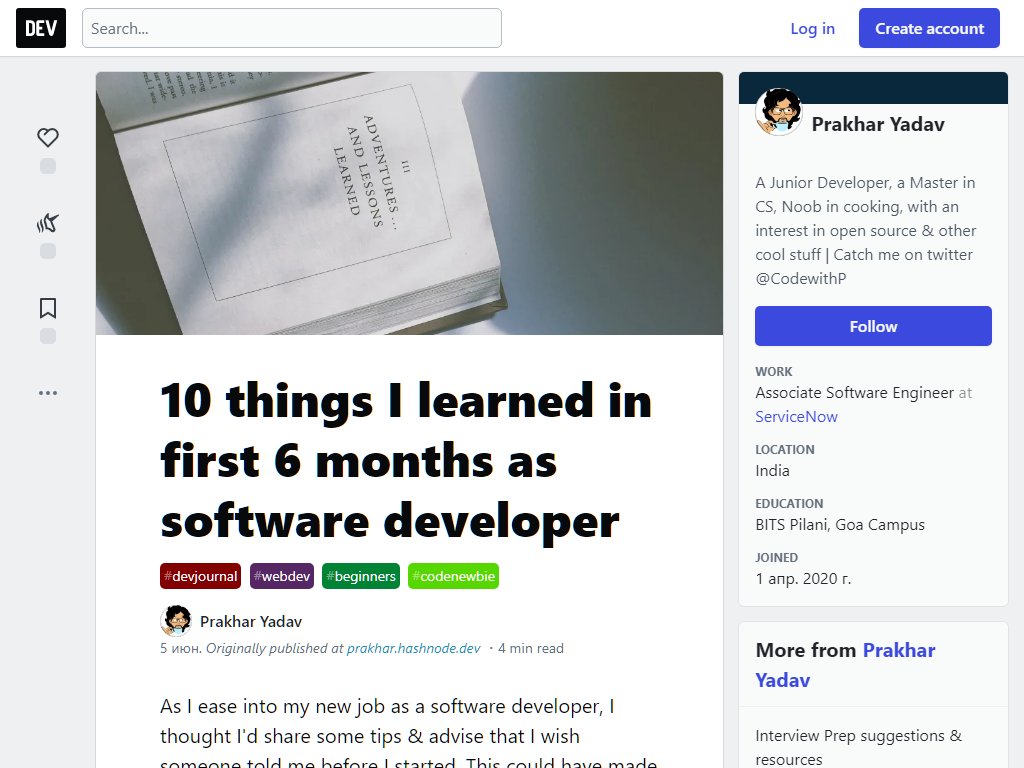 DEV
Search...
Log in
Create account
III
ADVENTURES ...
AND LESSONS
LEARNED
10 things I learned in
first 6 months as
software developer
#devjournal #webdev #beginners #codenewbie
Prakhar Yadav
5 июн. Originally published at prakhar.hashnode.dev ・4 min read
As I ease into my new job as a software developer, I
thought I'd share some tips & advise that I wish
someone told me before I started. This could have made
Prakhar Yadav
A Junior Developer, a Master in
CS, Noob in cooking, with an
interest in open source & other
cool stuff | Catch me on twitter
@CodewithP
Follow
WORK
Associate Software Engineer at
ServiceNow
LOCATION
India
EDUCATION
BITS Pilani, Goa Campus
JOINED
1 апр. 2020 г.
More from Prakhar
Yadav
Interview Prep suggestions &
resources